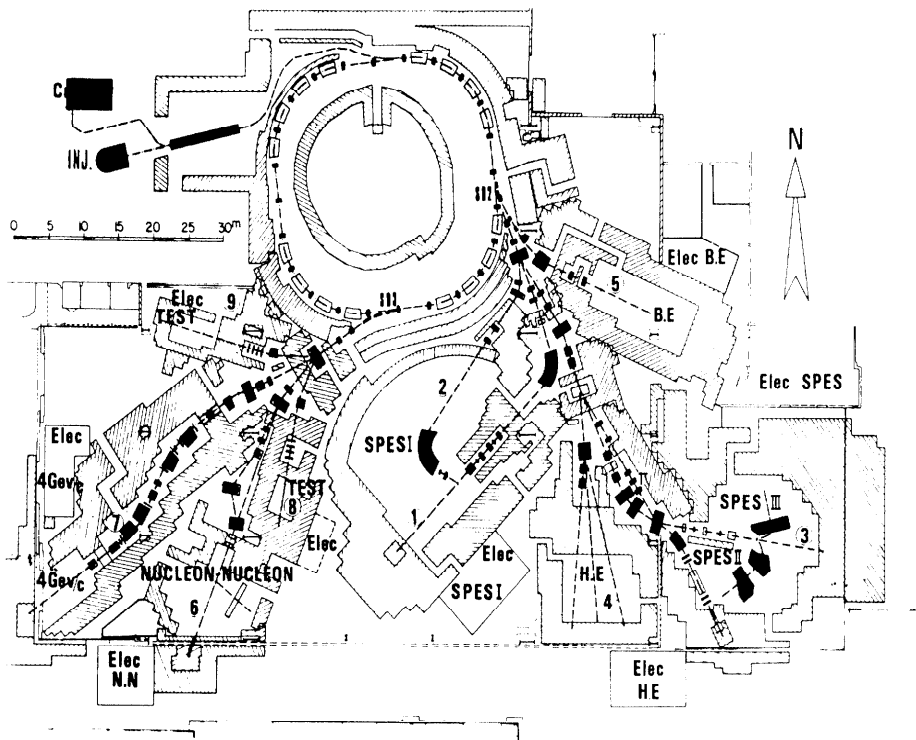 INJ.
N
SD2
0 5 10 15 20 25 30m
Elec B.E
5
B.E
Elec
TEST
9
SD3
Elec SPES
2
SPES I
Elec
4Gev/c
7
TEST
8
1
SPES III
3
SPES II
Elec
NUCLEON-NUCLEON
4Gev/c
6
Elec
SPES I
H.E
4
Elec
N.N
Elec
H.E